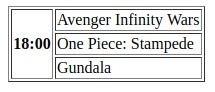 18:00
Avenger Infinity Wars
One Piece: Stampede
Gundala